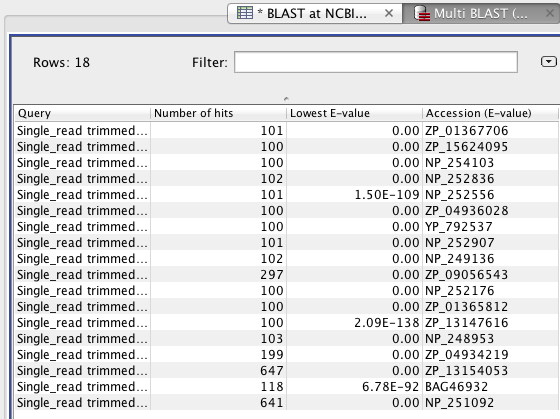 * BLAST at NCBI... × Multi BLAST (... ×
Rows: 18 Filter:
Query Number of hits Lowest E-value Accession (E-value)
Single_read trimmed... 101 0.00 ZP_01367706
Single_read trimmed... 100 0.00 ZP_15624095
Single_read trimmed... 100 0.00 NP_254103
Single_read trimmed... 102 0.00 NP_252836
Single_read trimmed... 101 1.50E-109 NP_252556
Single_read trimmed... 100 0.00 ZP_04936028
Single_read trimmed... 100 0.00 YP_792537
Single_read trimmed... 101 0.00 NP_252907
Single_read trimmed... 102 0.00 NP_249136
Single_read trimmed... 297 0.00 ZP_09056543
Single_read trimmed... 100 0.00 NP_252176
Single_read trimmed... 100 0.00 ZP_01365812
Single_read trimmed... 100 2.09E-138 ZP_13147616
Single_read trimmed... 103 0.00 NP_248953
Single_read trimmed... 199 0.00 ZP_04934219
Single_read trimmed... 647 0.00 ZP_13154053
Single_read trimmed... 118 6.78E-92 BAG46932
Single_read trimmed... 641 0.00 NP_251092